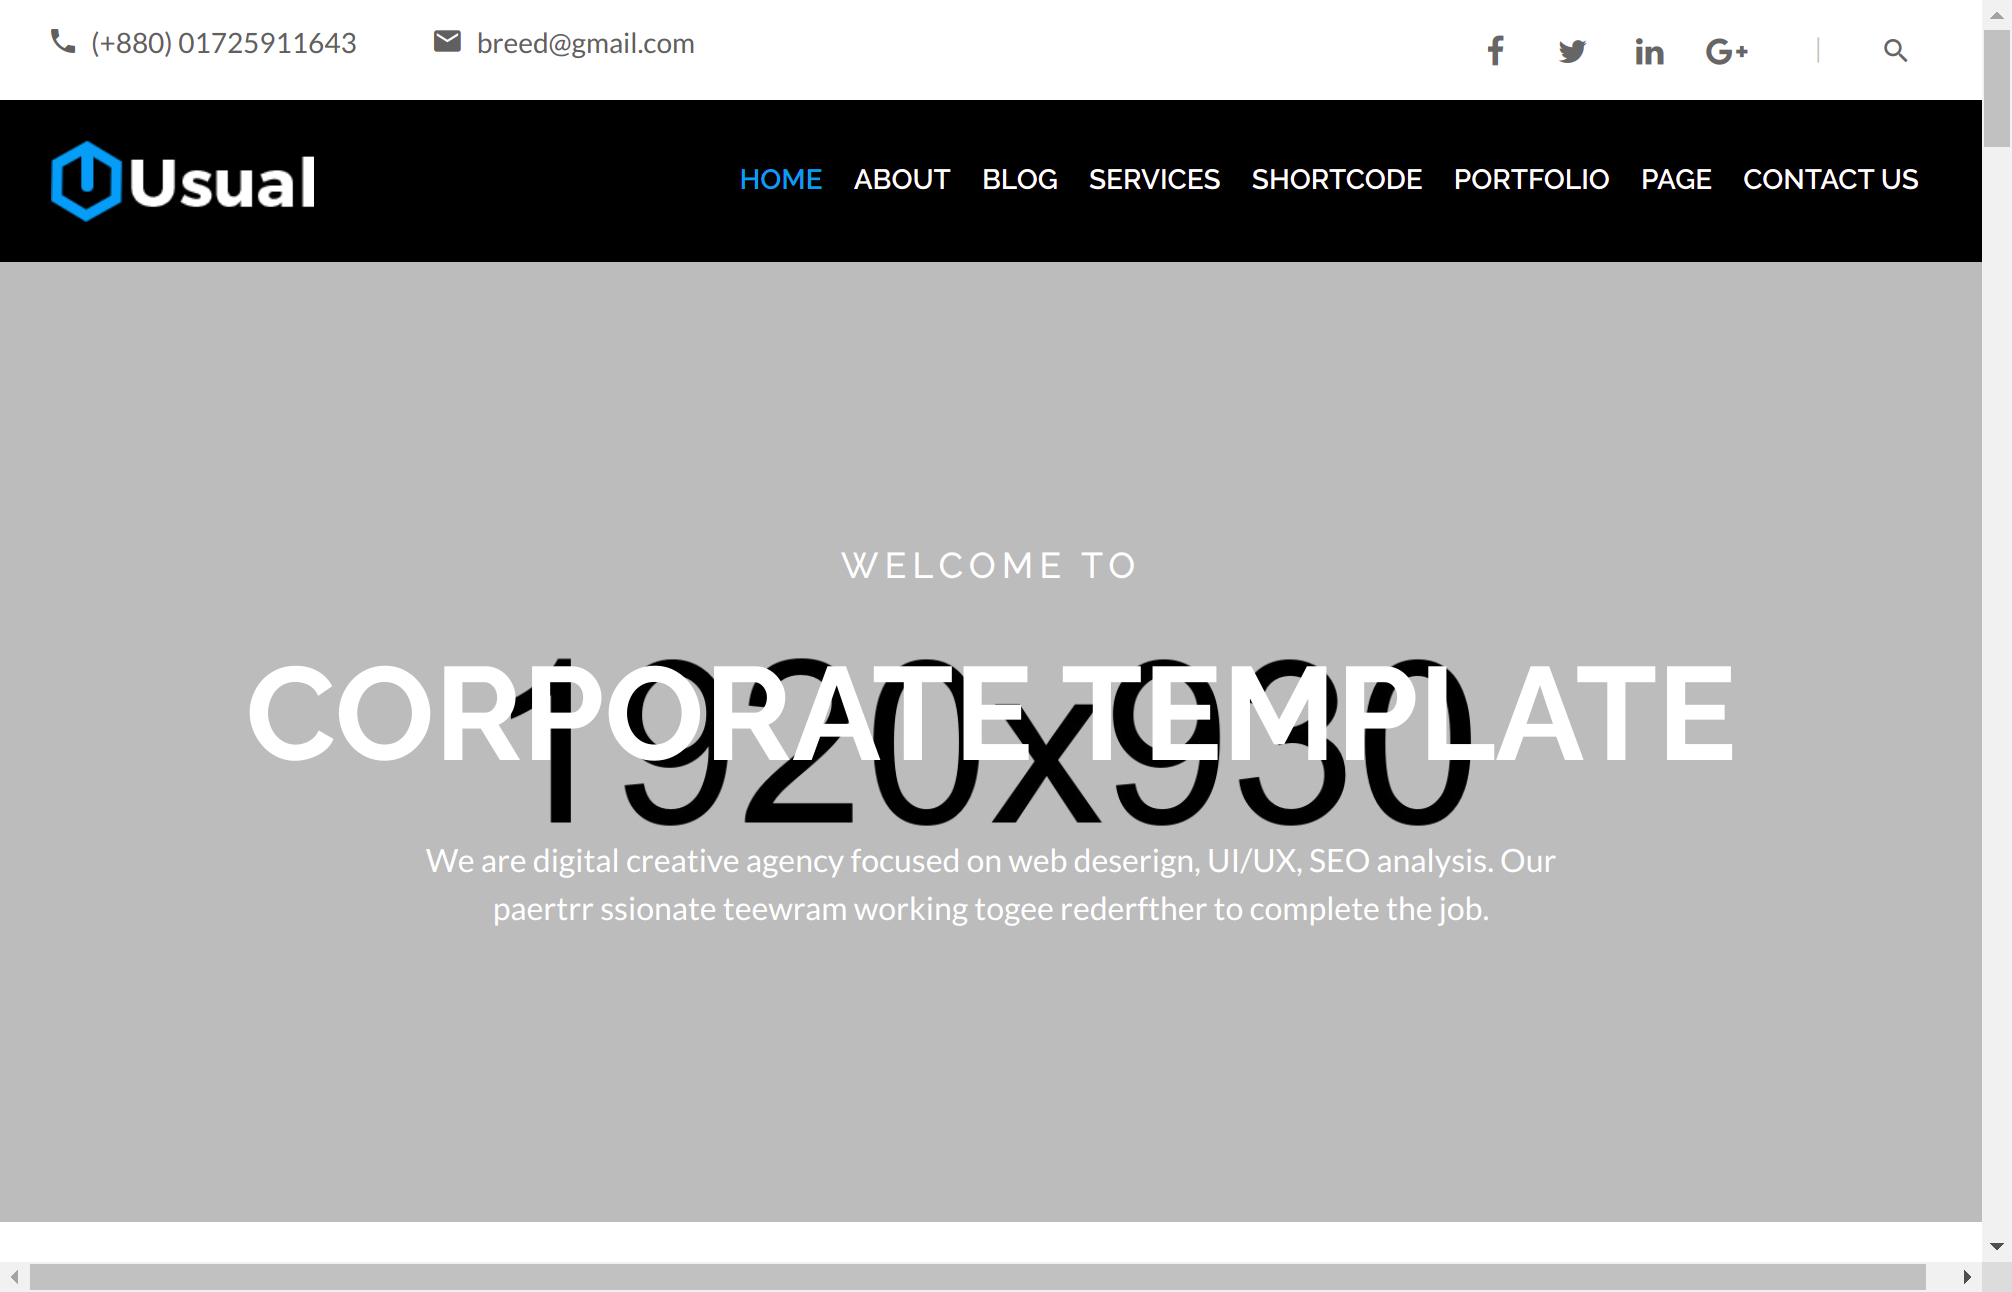 (+880) 01725911643 breed@gmail.com
Usual
HOME ABOUT BLOG SERVICES SHORTCODE PORTFOLIO PAGE CONTACT US
WELCOME TO
CORPORATE TEMPLATE
1920x930
We are digital creative agency focused on web deserign, UI/UX, SEO analysis. Our
paertrr ssionate teewram working togee rederfther to complete the job.